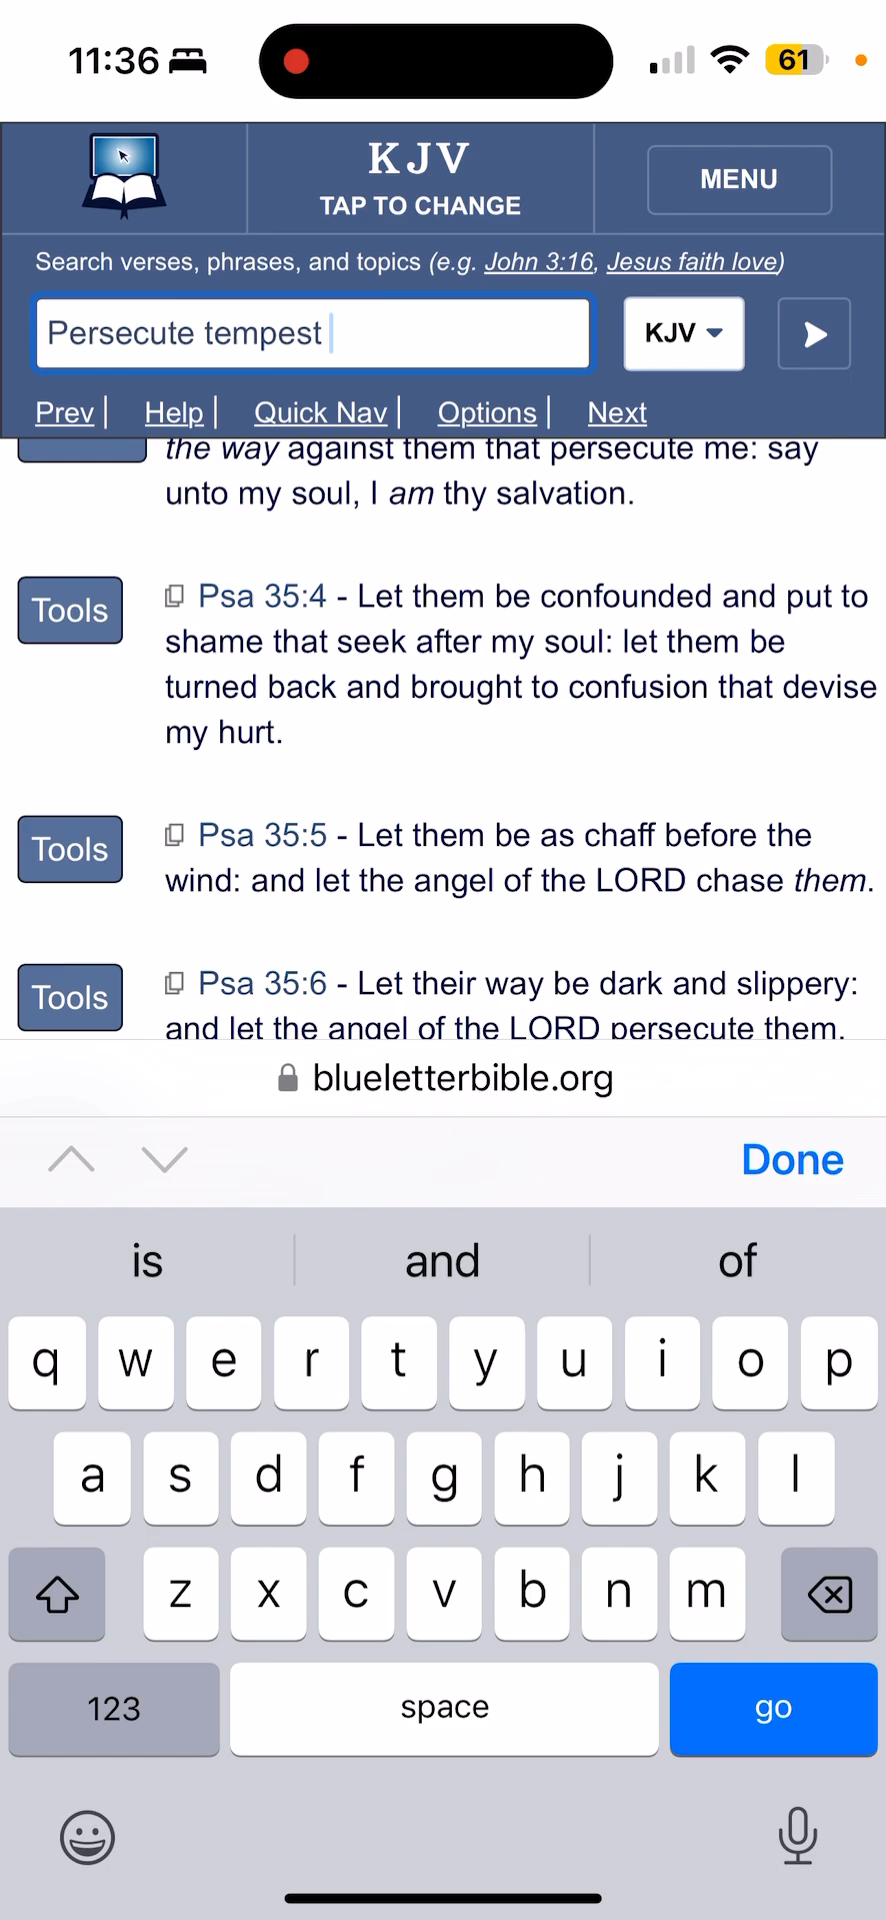 11:36
61
KJV
TAP TO CHANGE
MENU
Search verses, phrases, and topics (e.g. John 3:16, Jesus faith love)
Persecute tempest
KJV
Prev | Help | Quick Nav | Options | Next
the way against them that persecute me: say
unto my soul, I am thy salvation.
Tools
Psa 35:4 - Let them be confounded and put to
shame that seek after my soul: let them be
turned back and brought to confusion that devise
my hurt.
Tools
Psa 35:5 - Let them be as chaff before the
wind: and let the angel of the LORD chase them.
Tools
Psa 35:6 - Let their way be dark and slippery:
and let the angel of the LORD persecute them.
blueletterbible.org
Done
is and of
q w e r t y u i o p
a s d f g h j k l
z x c v b n m
123 space go